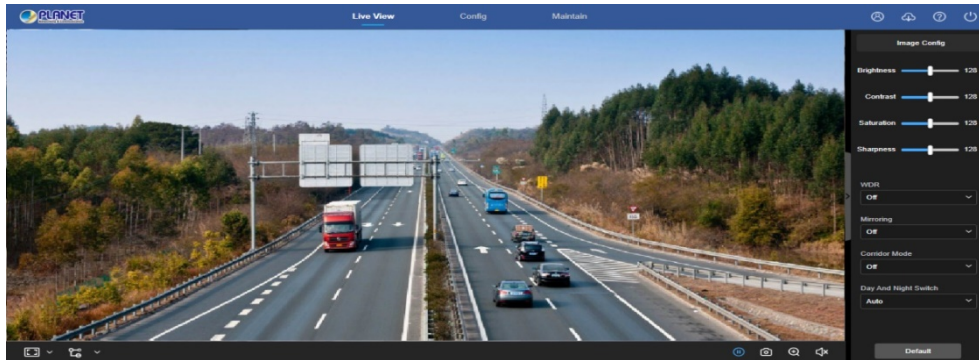 PLANET
Live View
Config
Maintain
Image Config
Brightness 128
Contrast 128
Saturation 128
Sharpness 128
WDR
Off
Mirroring
Off
Corridor Mode
Off
Day And Night Switch
Auto
Default